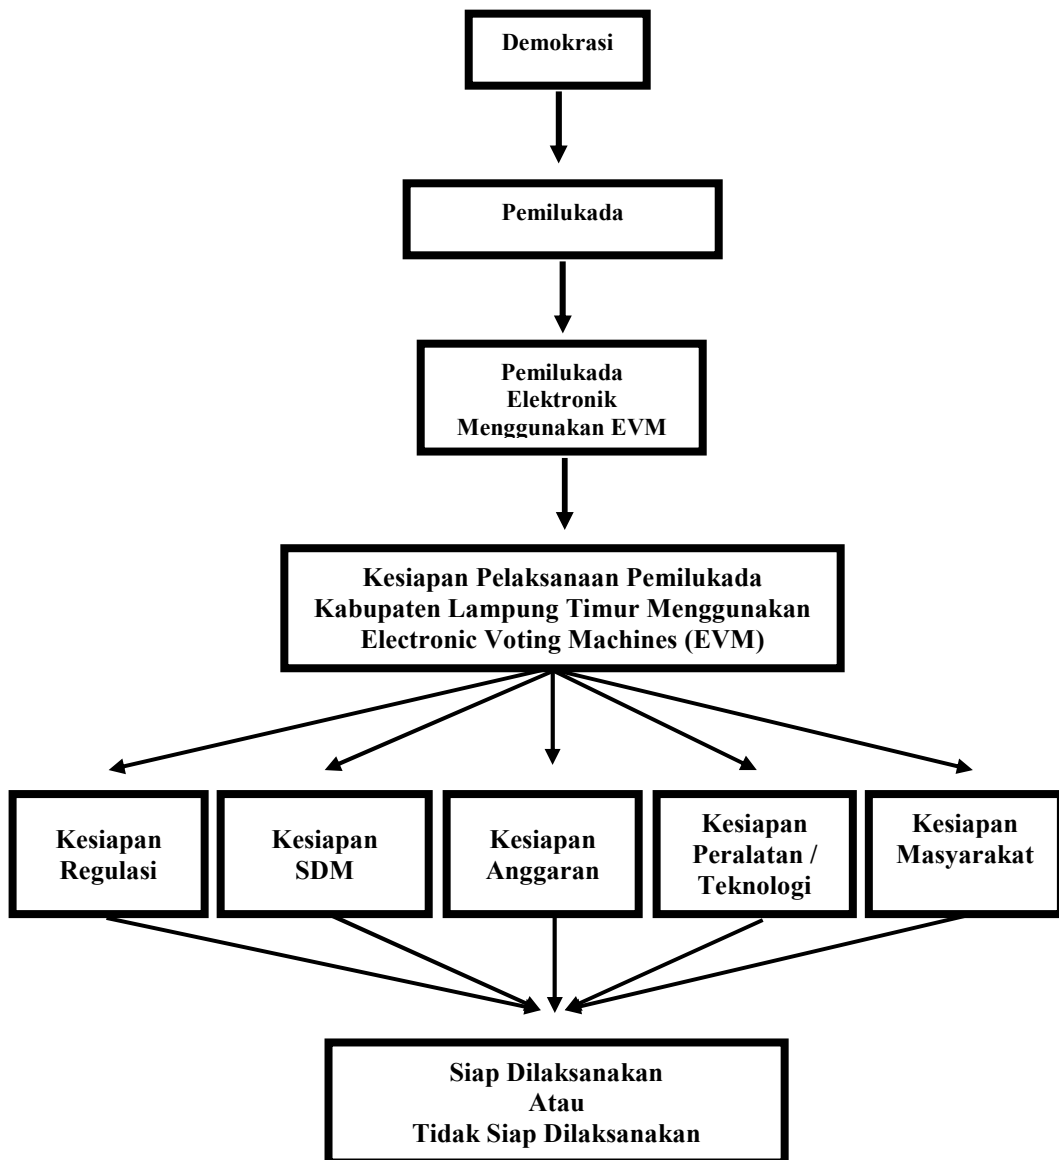 Demokrasi
Pemilukada
Pemilukada
Elektronik
Menggunakan EVM
Kesiapan Pelaksanaan Pemilukada
Kabupaten Lampung Timur Menggunakan
Electronic Voting Machines (EVM)
Kesiapan
Regulasi
Kesiapan
SDM
Kesiapan
Anggaran
Kesiapan
Peralatan /
Teknologi
Kesiapan
Masyarakat
Siap Dilaksanakan
Atau
Tidak Siap Dilaksanakan